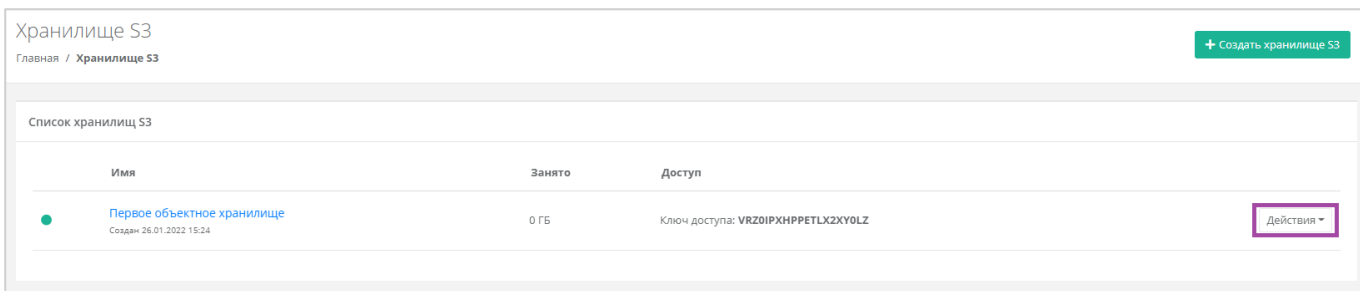 Хранилище S3
Главная / Хранилище S3
+ Создать хранилище S3
Список хранилищ S3
Имя Занято Доступ
Первое объектное хранилище 0 ГБ Ключ доступа: VRZ0IPXHPPETLX2XY0LZ Действия
Создан 26.01.2022 15:24